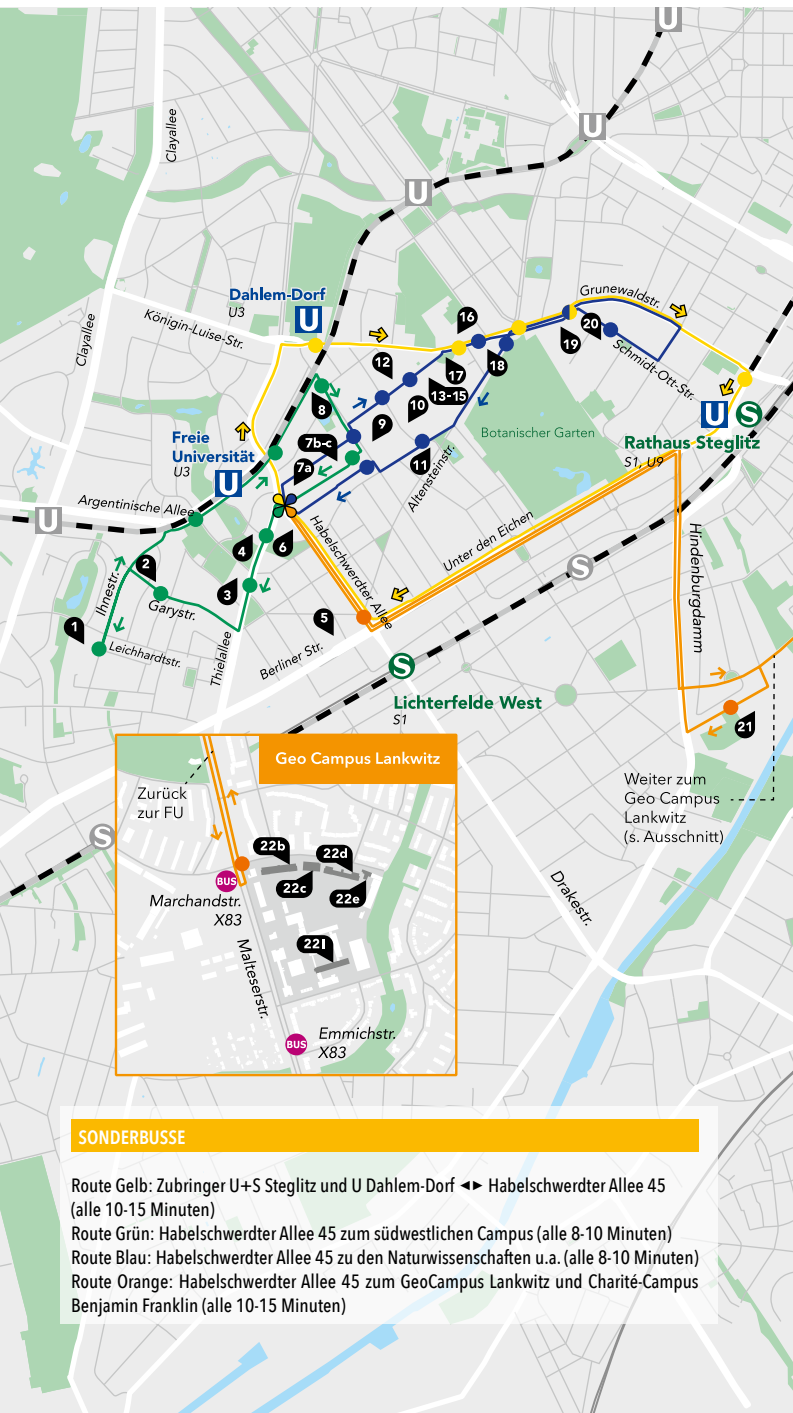 U
Clayallee
U
U
Grunewaldstr.
Dahlem-Dorf
U3
U
Königin-Luise-Str.
Clayallee
16
20
19
12
17
18
Schmidt-Ott-Str.
10
13-15
8
9
U
S
Rathaus Steglitz
S1, U9
Botanischer Garten
Freie
Universität
U3
U
7b-c
7a
11
Altensteinstr.
Argentinische Allee
U
Habelschwerdter Allee
Unter den Eichen
Hindenburgdamm
4
6
2
S
Ihnestr.
3
Garystr.
5
1
Leichhardtstr.
Thielallee
Berliner Str.
S
Lichterfelde West
S1
21
Weiter zum
Geo Campus
Lankwitz
(s. Ausschnitt)
Geo Campus Lankwitz
Zurück
zur FU
S
22b
22d
22c
22e
BUS
Marchandstr.
X83
Malteserstr.
22l
BUS
Emmichstr.
X83
Drakestr.
SONDERBUSSE
Route Gelb: Zubringer U+S Steglitz und U Dahlem-Dorf ◄► Habelschwerdter Allee 45
(alle 10-15 Minuten)
Route Grün: Habelschwerdter Allee 45 zum südwestlichen Campus (alle 8-10 Minuten)
Route Blau: Habelschwerdter Allee 45 zu den Naturwissenschaften u.a. (alle 8-10 Minuten)
Route Orange: Habelschwerdter Allee 45 zum GeoCampus Lankwitz und Charité-Campus
Benjamin Franklin (alle 10-15 Minuten)